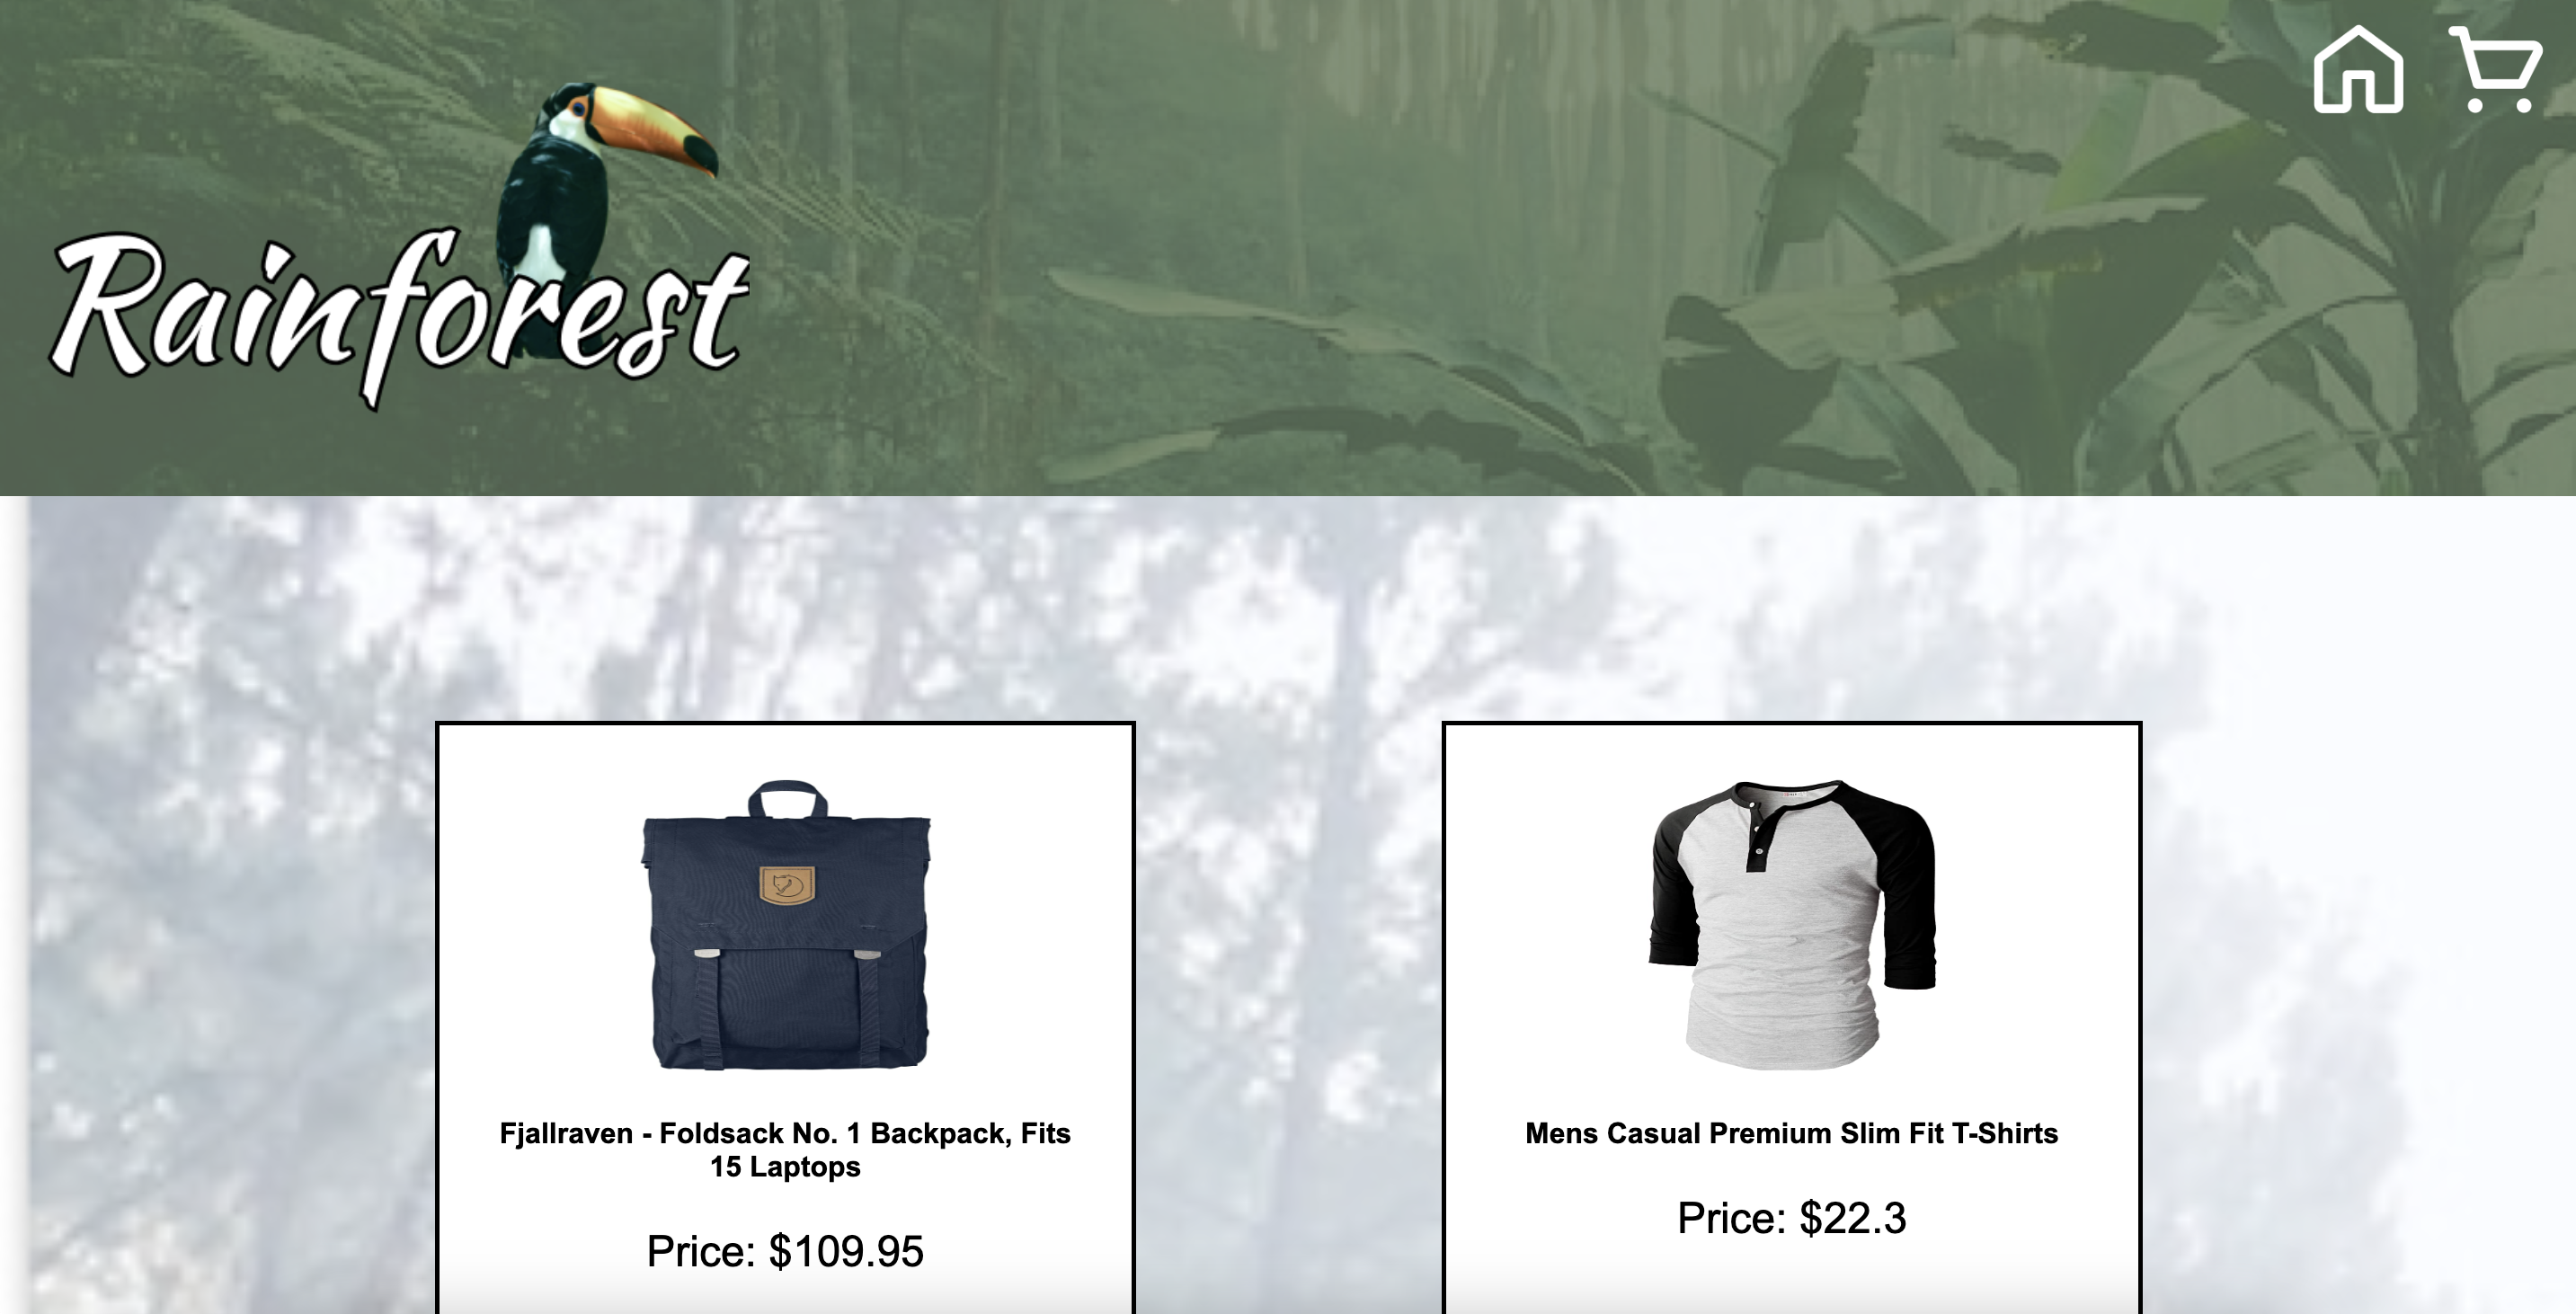 Rainforest
Fjallraven - Foldsack No. 1 Backpack, Fits
15 Laptops
Price: $109.95
Mens Casual Premium Slim Fit T-Shirts
Price: $22.3